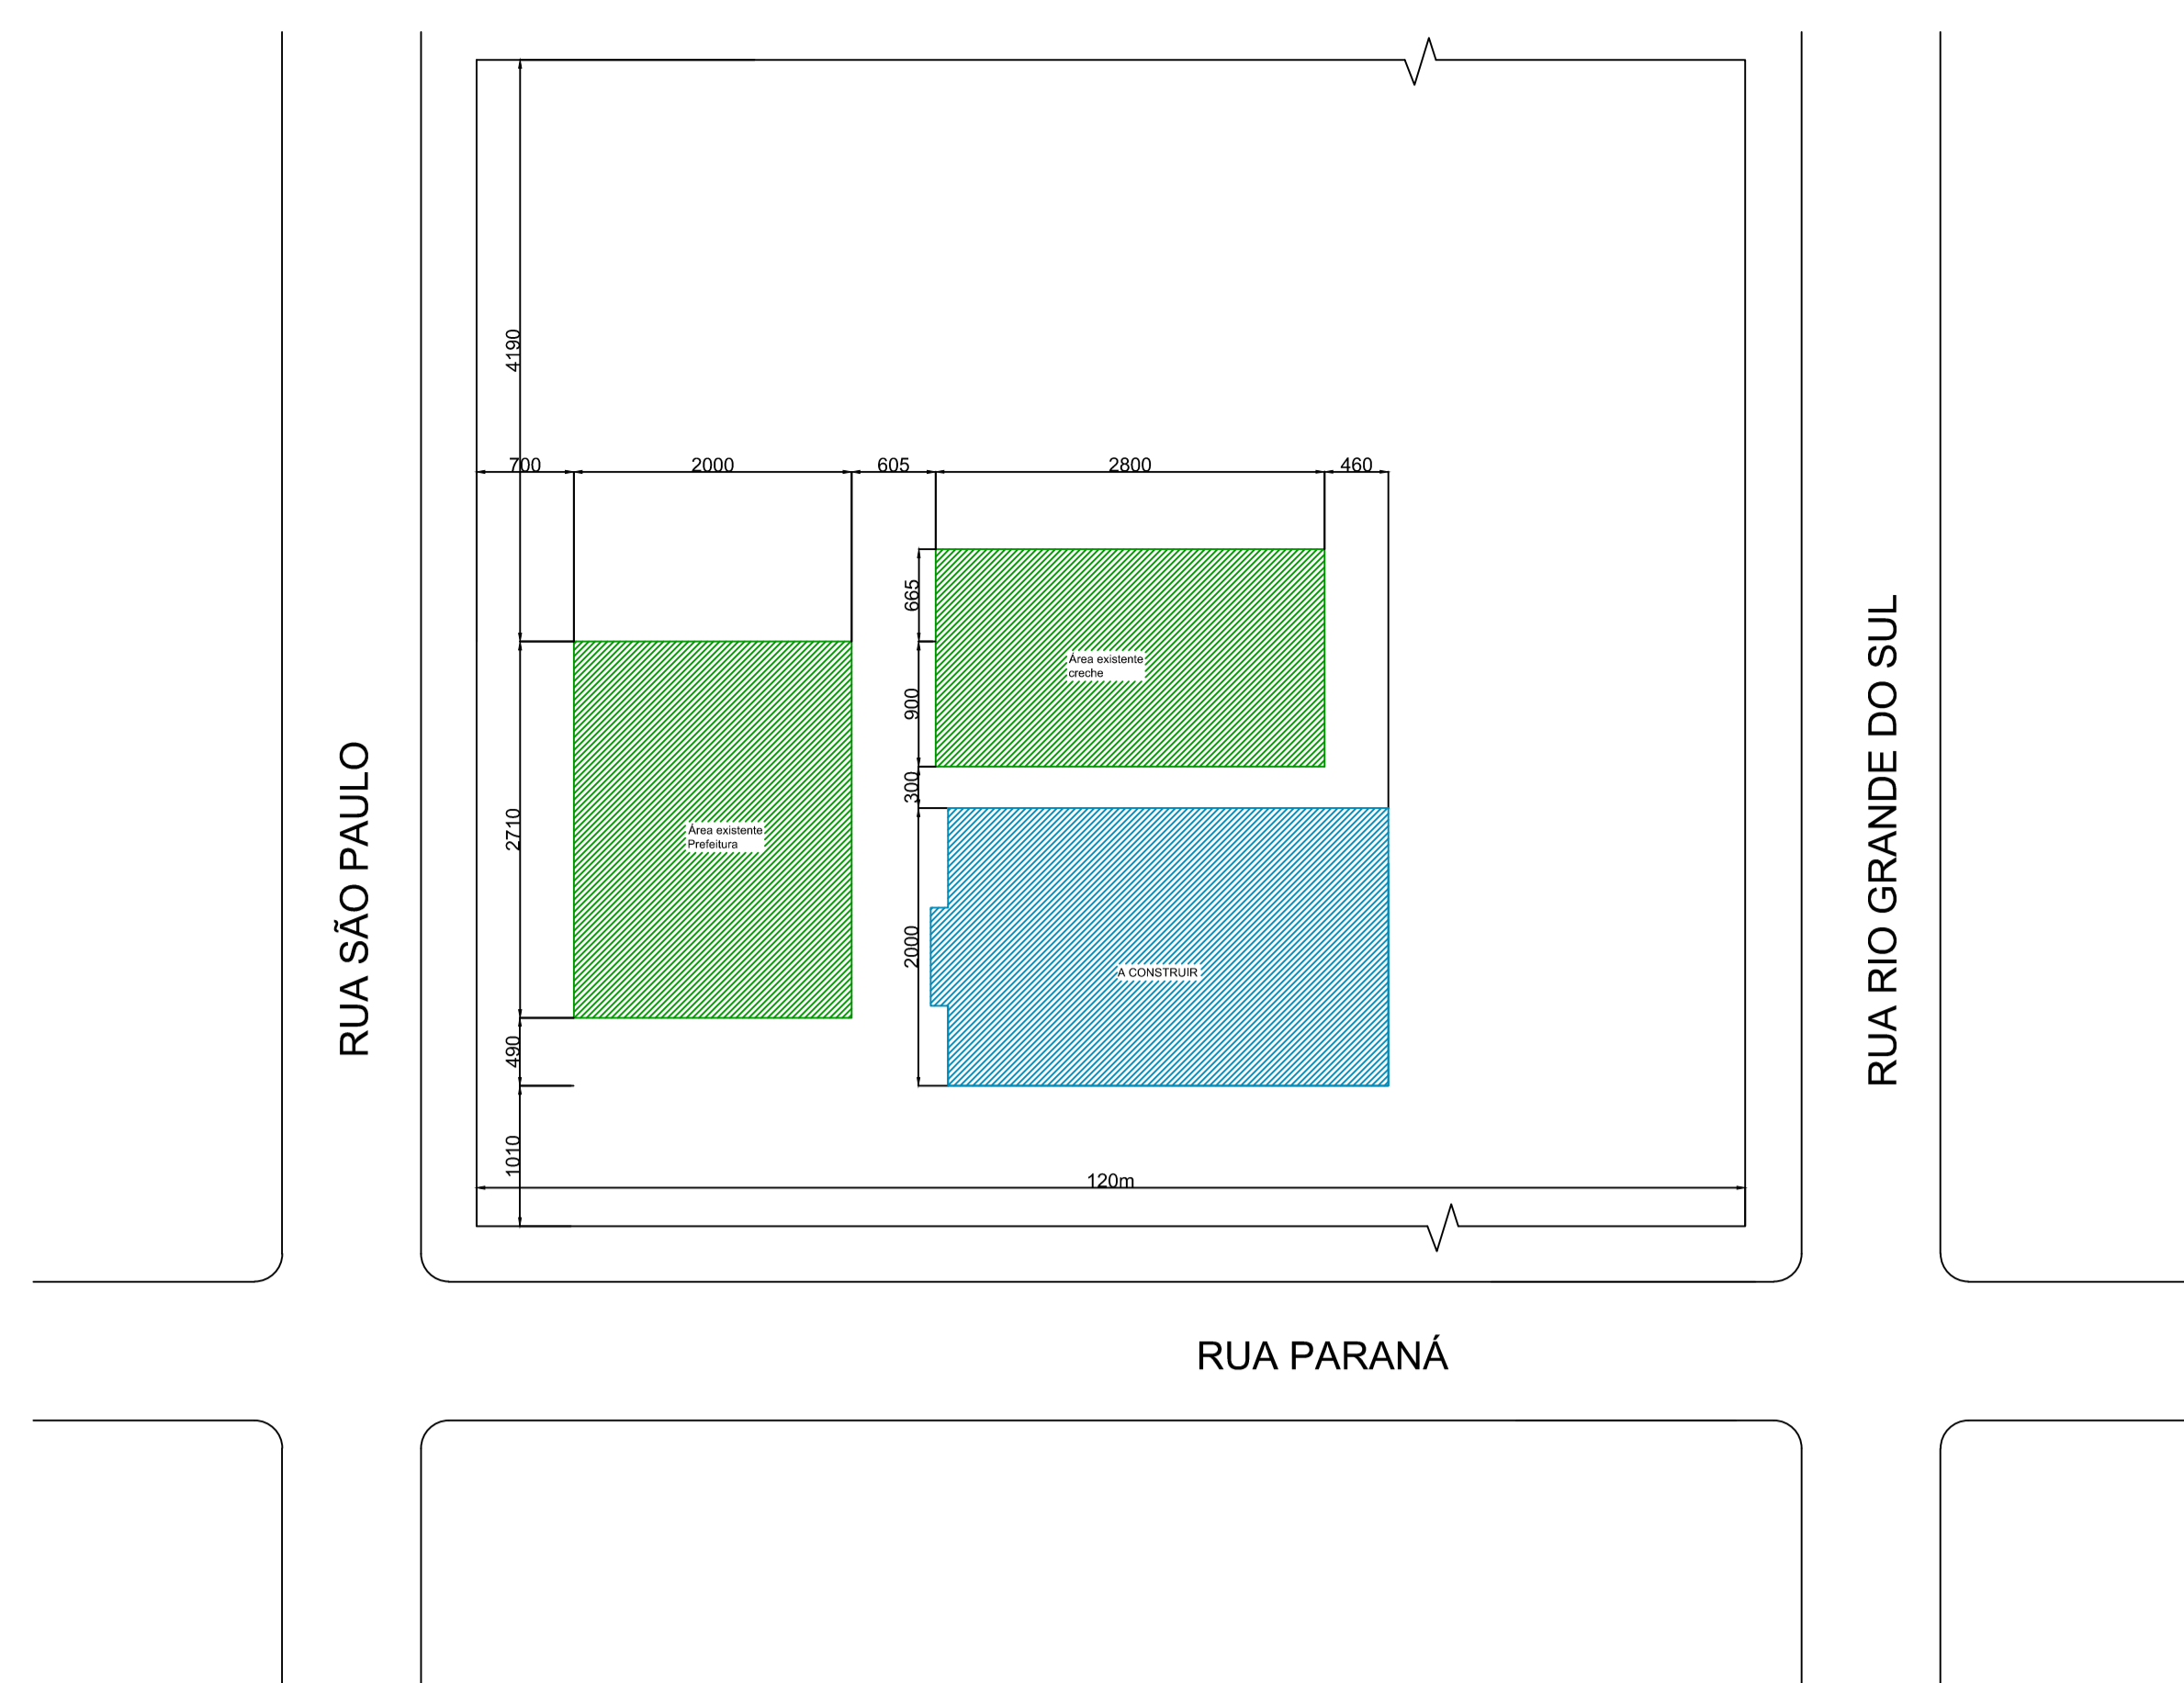 4190
700
2000
605
2800
460
665
900
300
2000
2710
490
1010
Área existente
creche
Área existente
Prefeitura
A CONSTRUIR
120m
RUA SÃO PAULO
RUA RIO GRANDE DO SUL
RUA PARANÁ